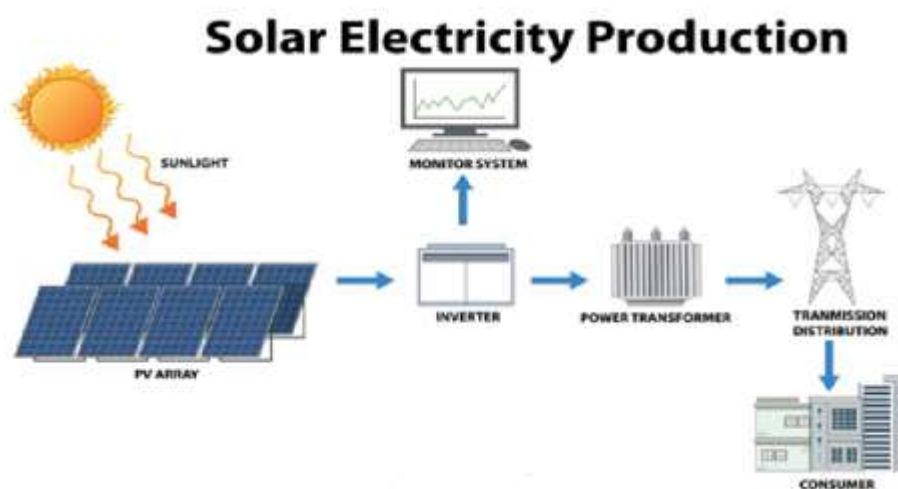 Solar Electricity Production
SUNLIGHT
MONITOR SYSTEM
PV ARRAY
INVERTER
POWER TRANSFORMER
TRANMISSION
DISTRIBUTION
CONSUMER